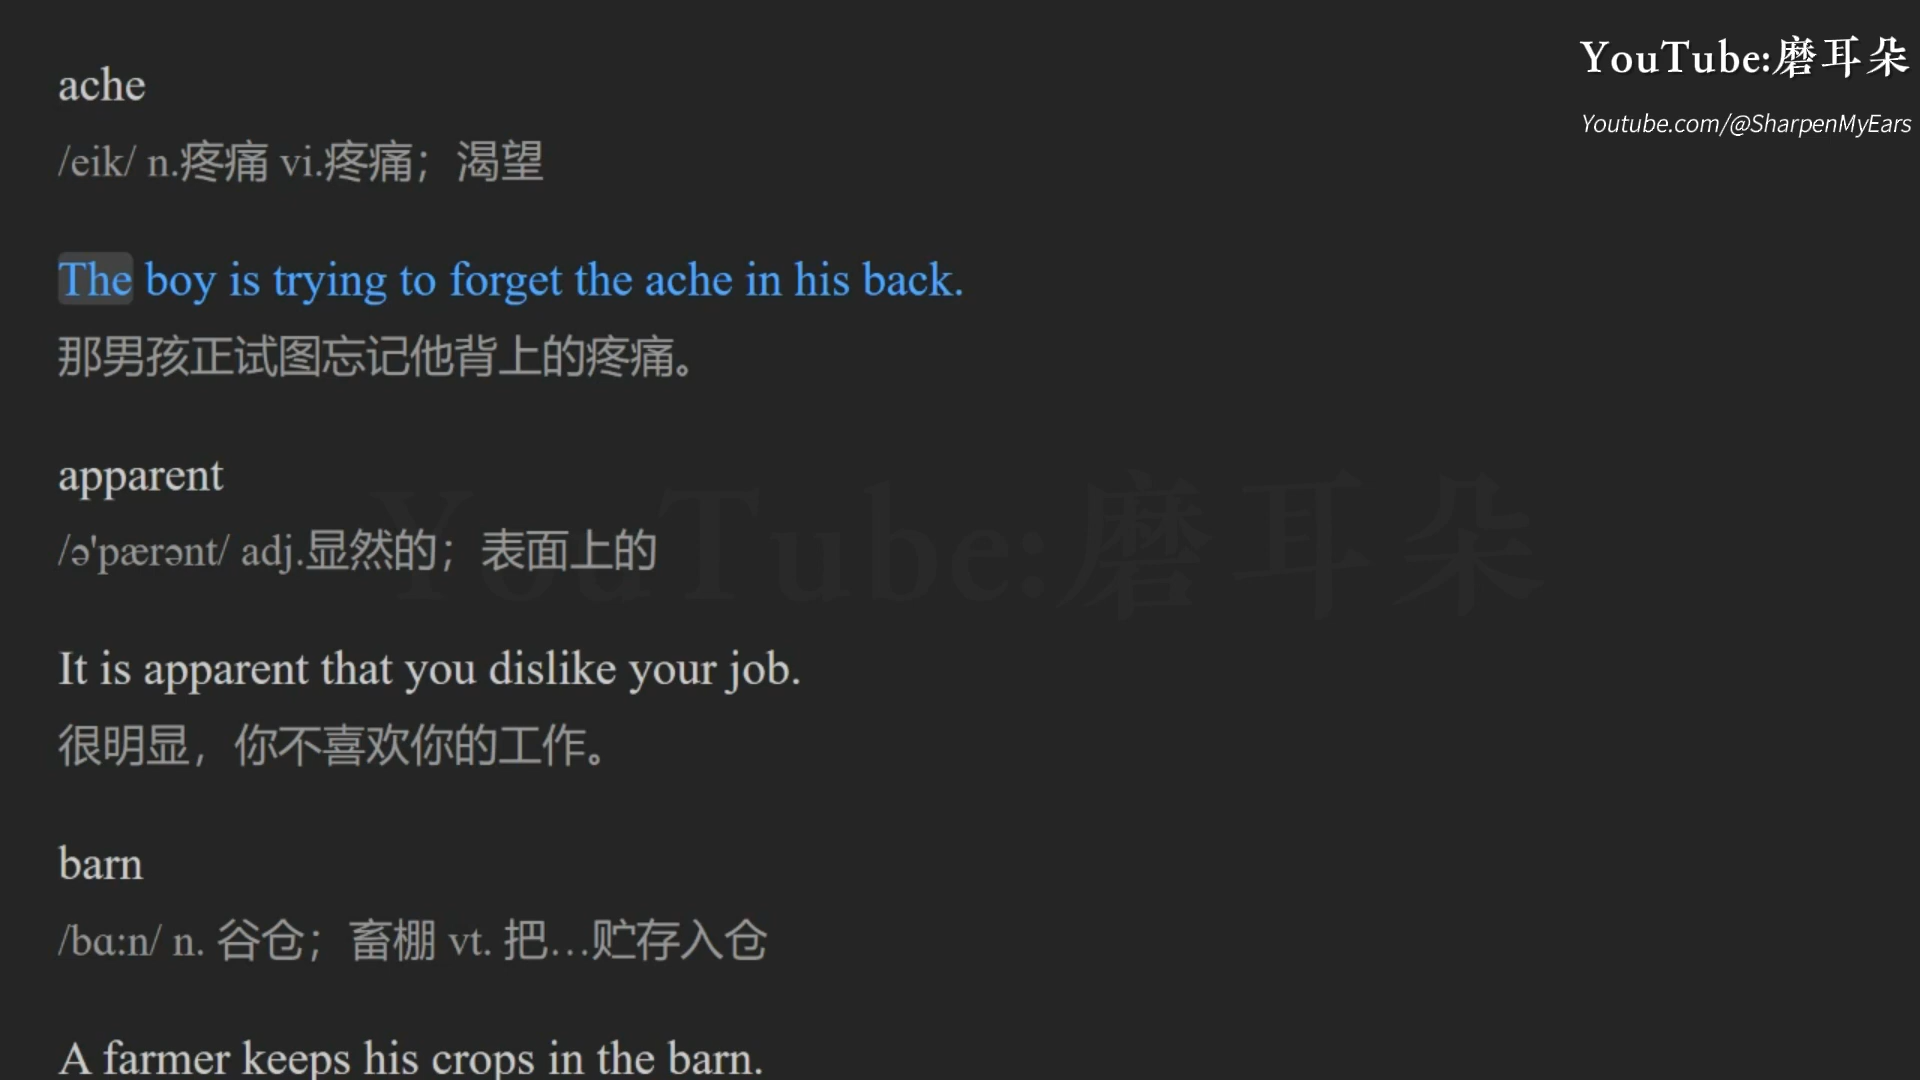 YouTube:磨耳朵
Youtube.com/@SharpenMyEars
ache
/eik/ n.疼痛 vi.疼痛；渴望
The boy is trying to forget the ache in his back.
那男孩正试图忘记他背上的疼痛。
apparent
/ə'pærənt/ adj.显然的；表面上的
YouTube:磨耳朵
It is apparent that you dislike your job.
很明显，你不喜欢你的工作。
barn
/bɑ:n/ n. 谷仓；畜棚 vt. 把…贮存入仓
A farmer keeps his crops in the barn.